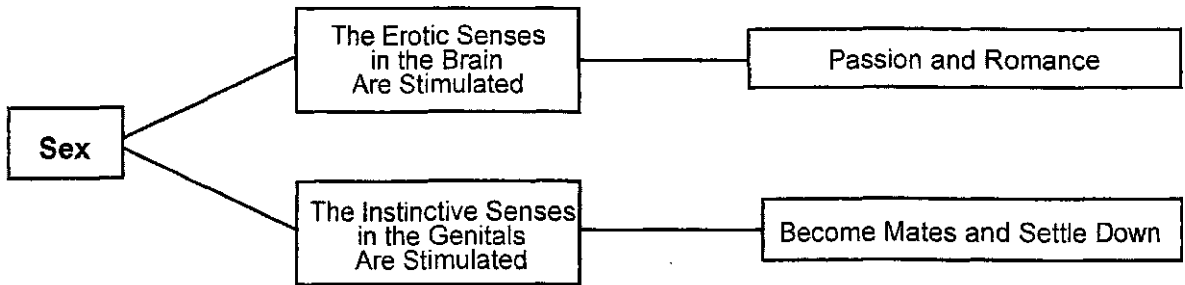 The Erotic Senses
in the Brain
Are Stimulated
Passion and Romance
Sex
The Instinctive Senses
in the Genitals
Are Stimulated
Become Mates and Settle Down